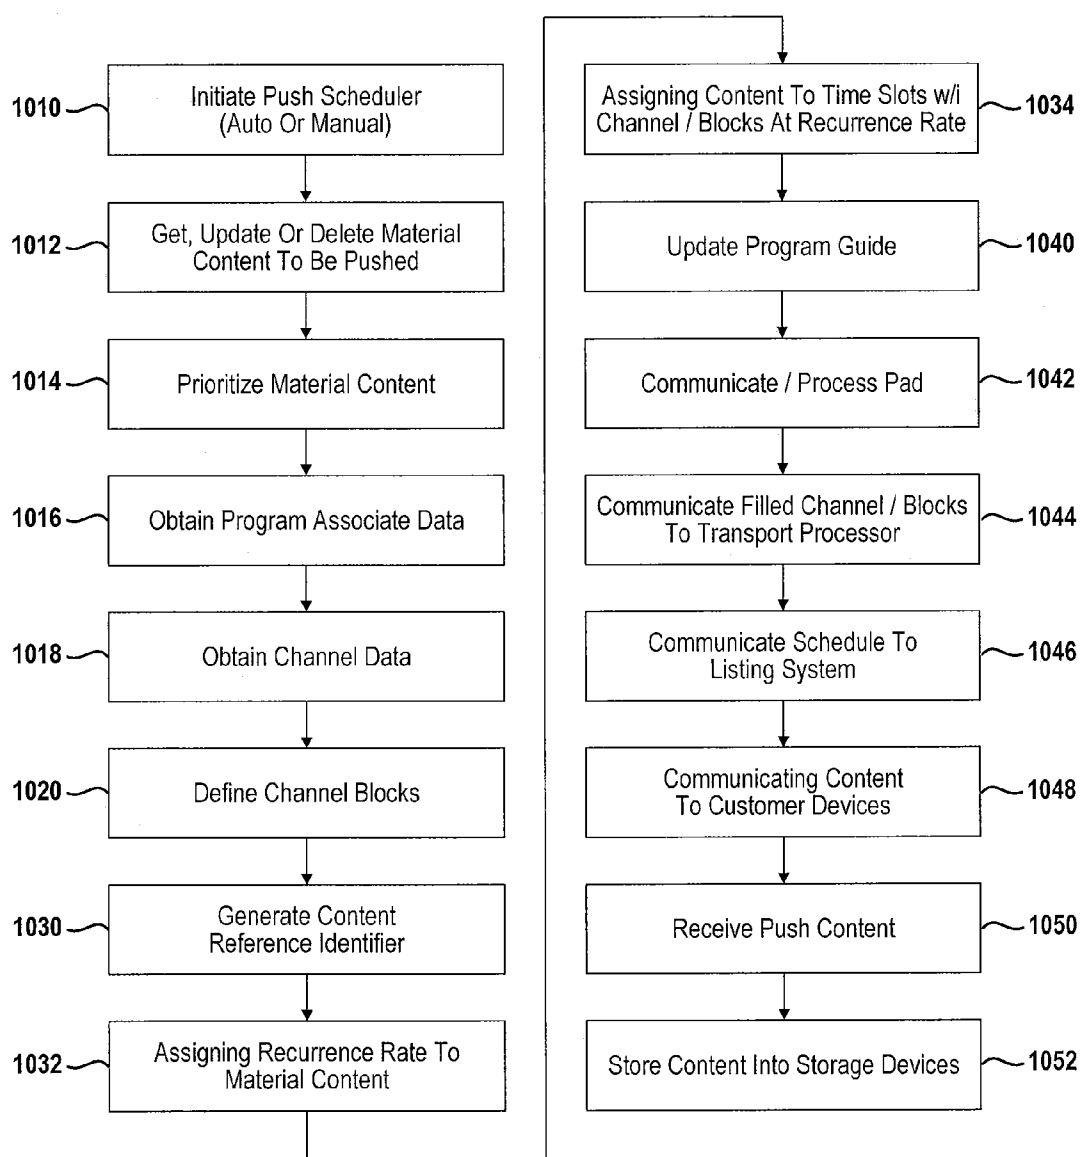 1010
Initiate Push Scheduler
(Auto Or Manual)
1012
Get, Update Or Delete Material
Content To Be Pushed
1014
Prioritize Material Content
1016
Obtain Program Associate Data
1018
Obtain Channel Data
1020
Define Channel Blocks
1030
Generate Content
Reference Identifier
1032
Assigning Recurrence Rate To
Material Content
Assigning Content To Time Slots w/i
Channel / Blocks At Recurrence Rate
1034
Update Program Guide
1040
Communicate / Process Pad
1042
Communicate Filled Channel / Blocks
To Transport Processor
1044
Communicate Schedule To
Listing System
1046
Communicating Content
To Customer Devices
1048
Receive Push Content
1050
Store Content Into Storage Devices
1052